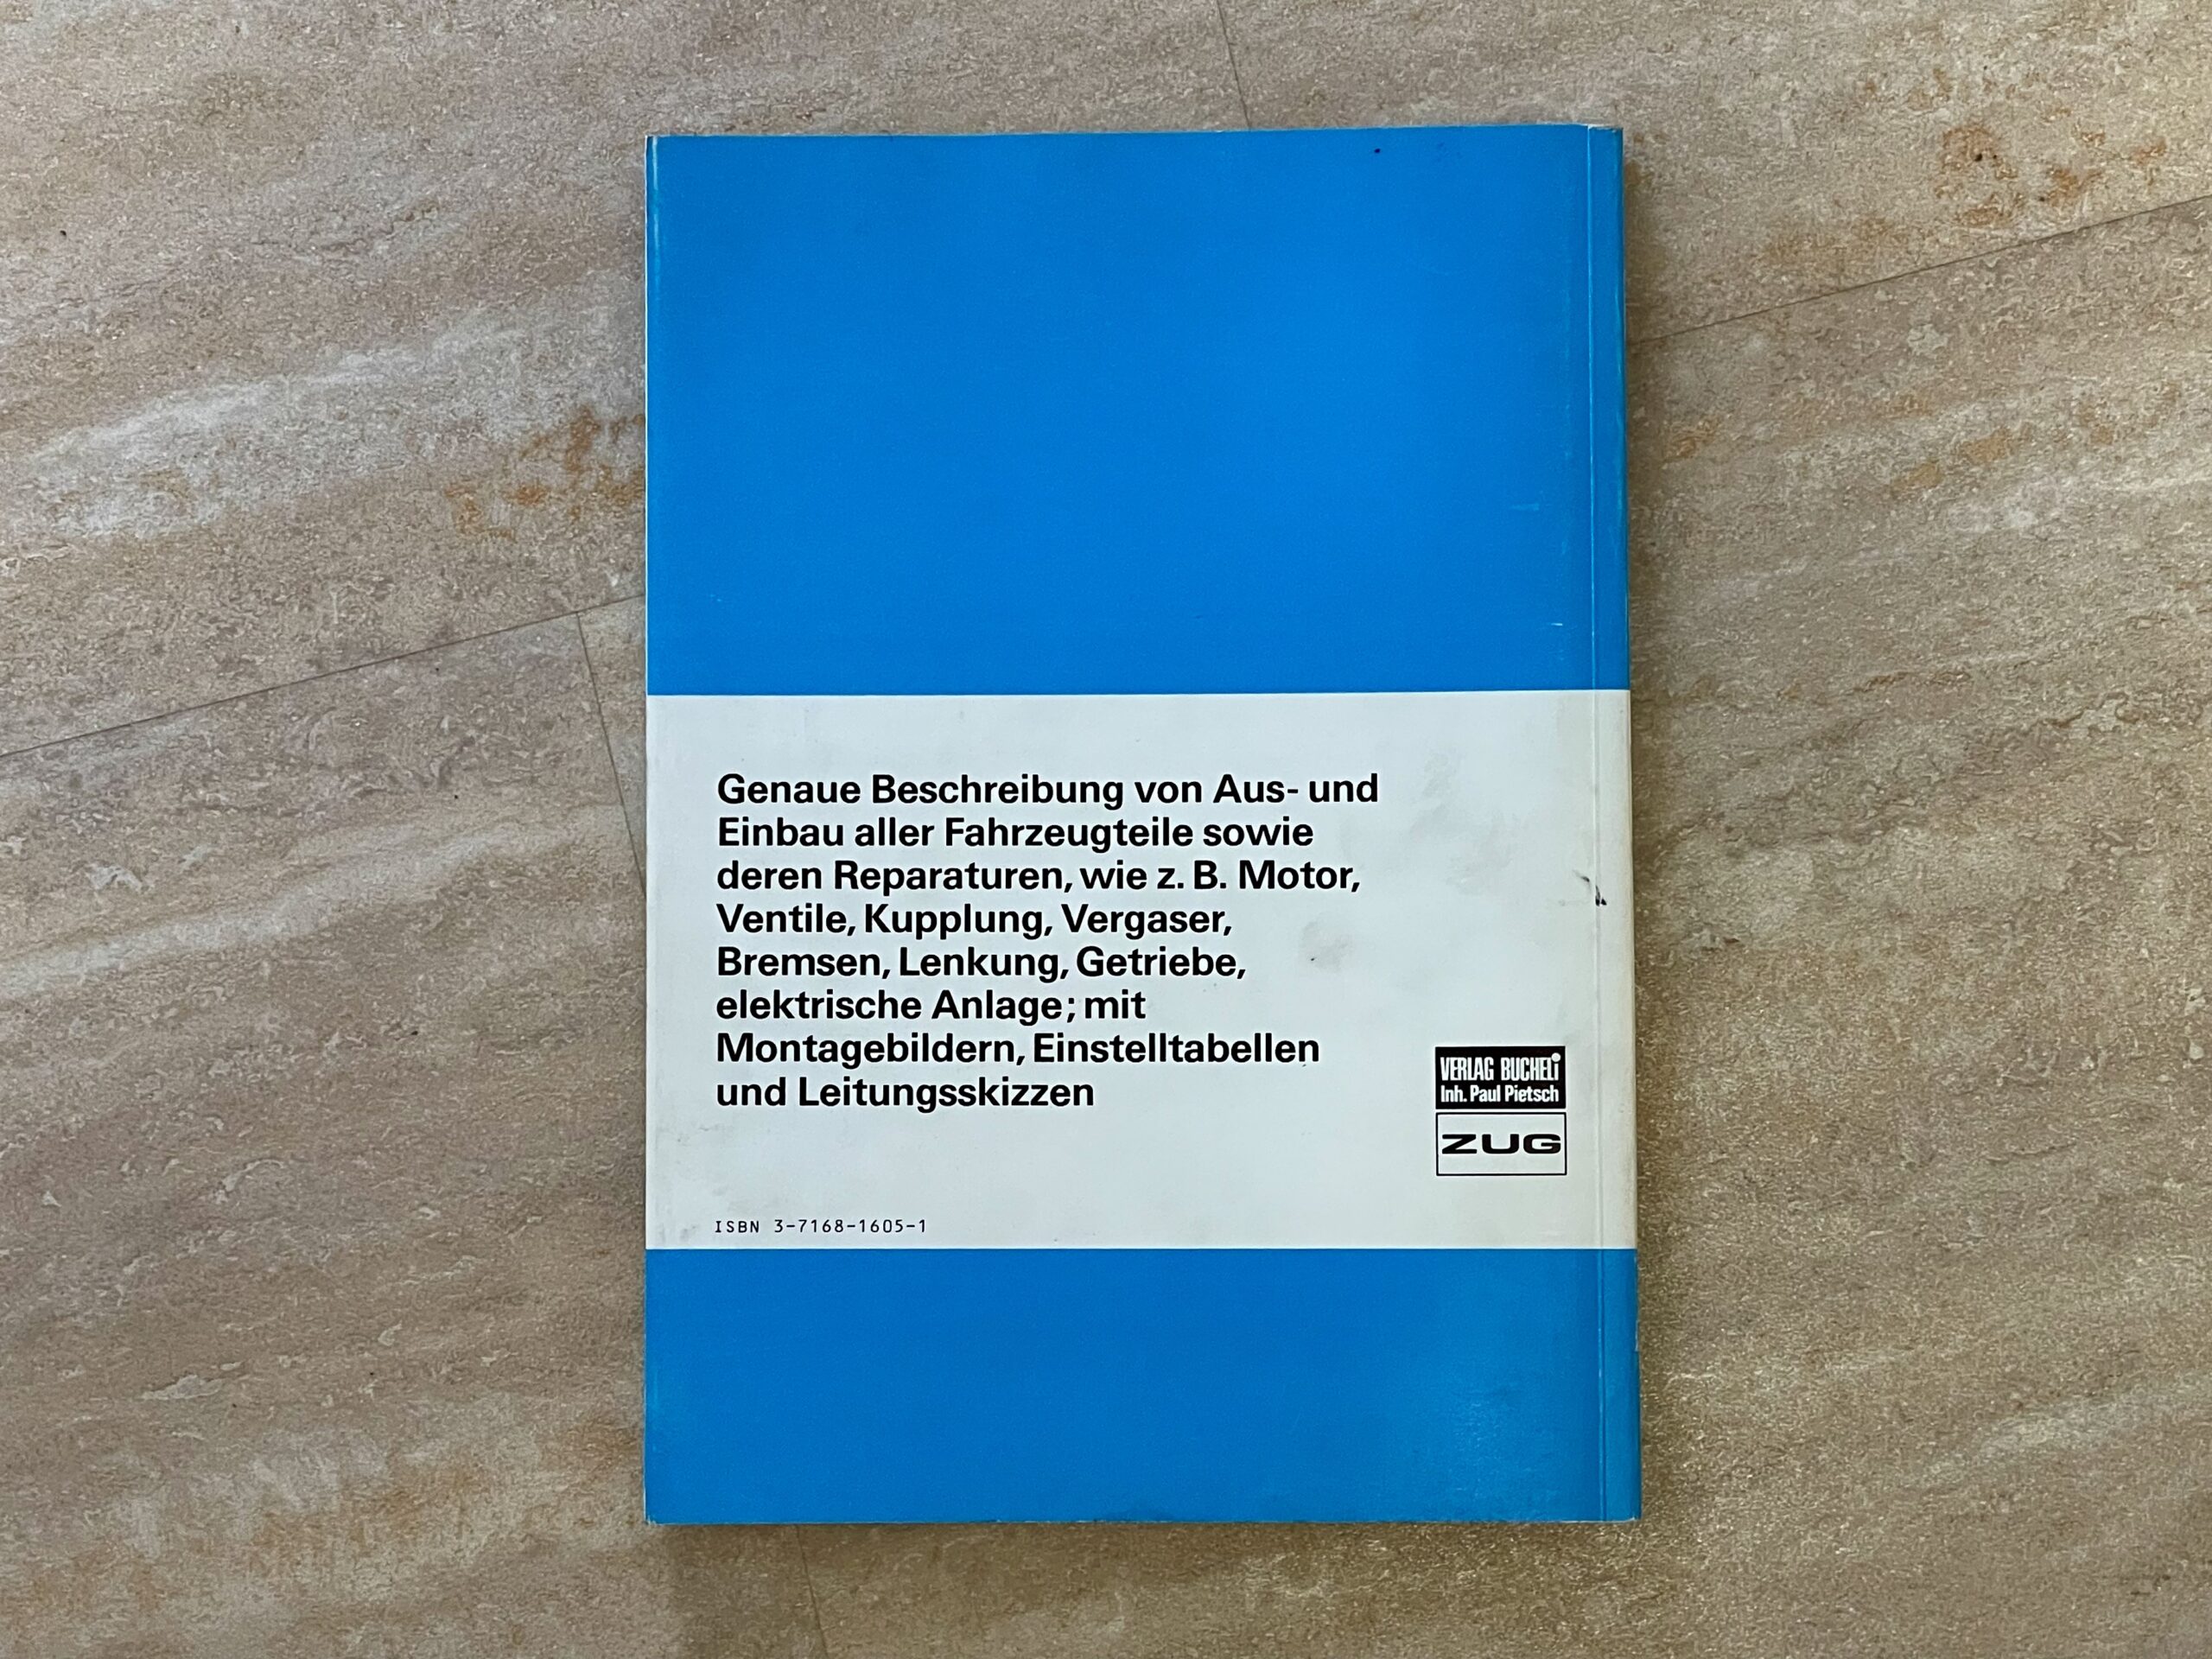 Genaue Beschreibung von Aus- und
Einbau aller Fahrzeugteile sowie
deren Reparaturen, wie z. B. Motor,
Ventile, Kupplung, Vergaser,
Bremsen, Lenkung, Getriebe,
elektrische Anlage; mit
Montagebildern, Einstelltabellen
und Leitungsskizzen
VERLAG BUCHELi
Inh. Paul Pietsch
ZUG
ISBN 3-7168-1605-1